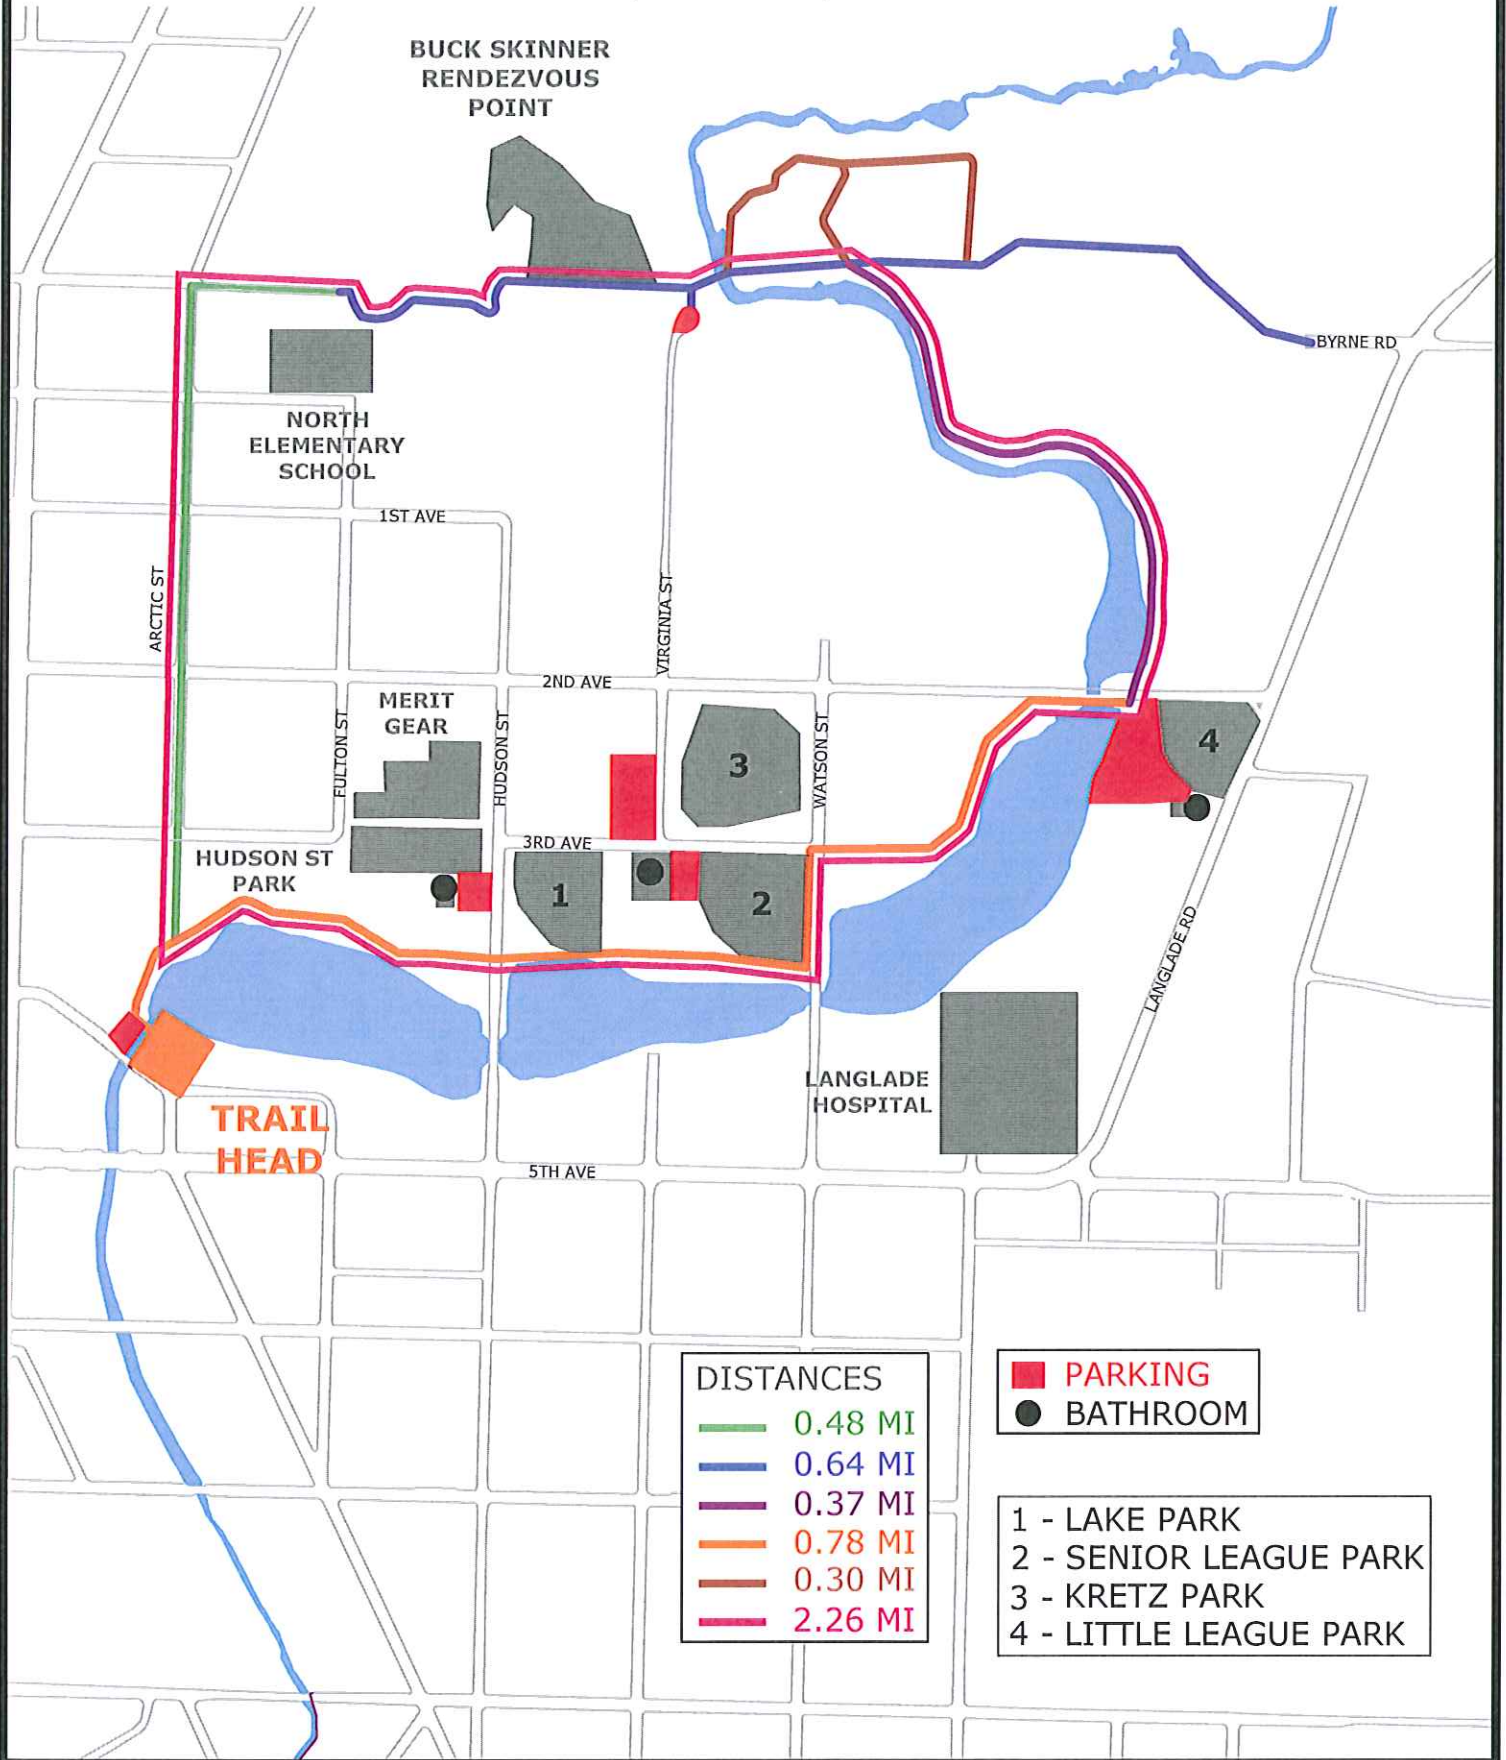 BUCK SKINNER
RENDEZVOUS
POINT
BYRNE RD
NORTH
ELEMENTARY
SCHOOL
1ST AVE
ARCTIC ST
VIRGINIA ST
2ND AVE
MERIT
GEAR
FULTON ST
HUDSON ST
WATSON ST
3
4
3RD AVE
HUDSON ST
PARK
1
2
LANGLADE RD
LANGLADE
HOSPITAL
TRAIL
HEAD
5TH AVE
DISTANCES
0.48 MI
0.64 MI
0.37 MI
0.78 MI
0.30 MI
2.26 MI
PARKING
BATHROOM
1 - LAKE PARK
2 - SENIOR LEAGUE PARK
3 - KRETZ PARK
4 - LITTLE LEAGUE PARK